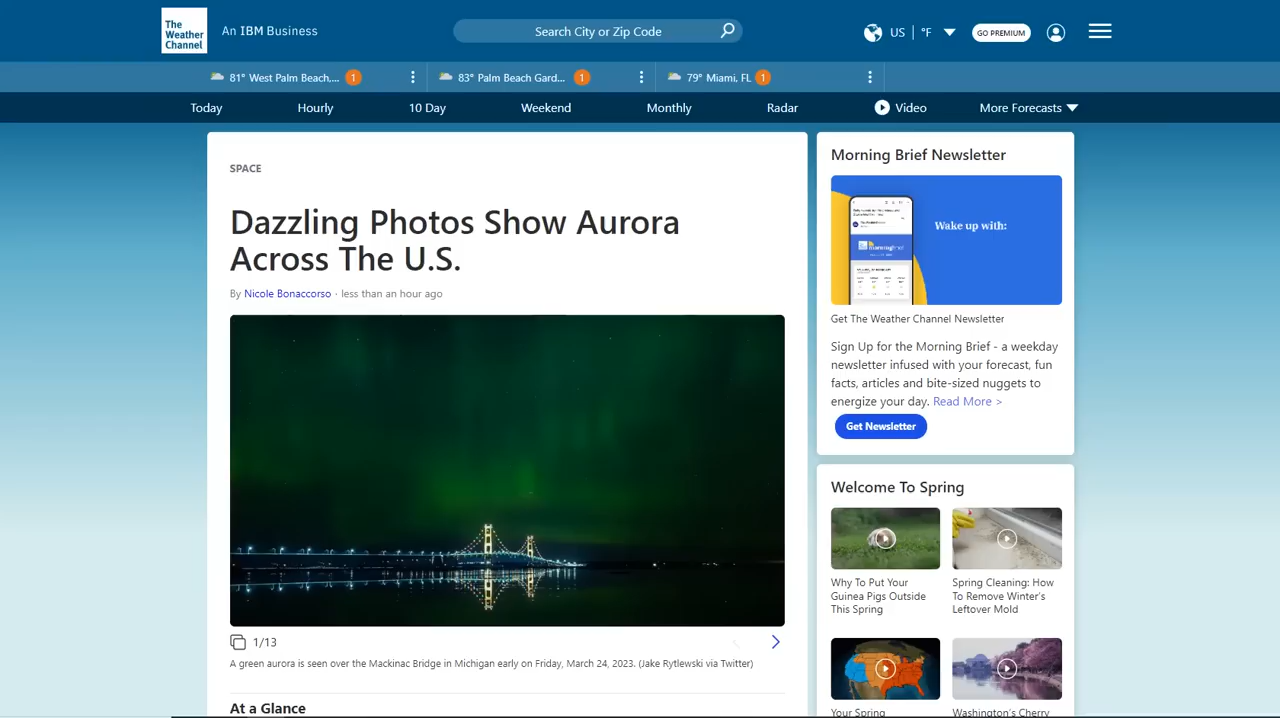 The
Weather
Channel
An IBM Business
Search City or Zip Code
US | °F
GO PREMIUM
81° West Palm Beach,... 1
83° Palm Beach Gard... 1
79° Miami, FL 1
Today
Hourly
10 Day
Weekend
Monthly
Radar
Video
More Forecasts
SPACE
Dazzling Photos Show Aurora
Across The U.S.
By Nicole Bonaccorso · less than an hour ago
1/13
A green aurora is seen over the Mackinac Bridge in Michigan early on Friday, March 24, 2023. (Jake Rytlewski via Twitter)
At a Glance
Morning Brief Newsletter
Wake up with:
Get The Weather Channel Newsletter
Sign Up for the Morning Brief - a weekday
newsletter infused with your forecast, fun
facts, articles and bite-sized nuggets to
energize your day. Read More >
Get Newsletter
Welcome To Spring
Why To Put Your
Guinea Pigs Outside
This Spring
Spring Cleaning: How
To Remove Winter's
Leftover Mold
Your Spring
Washington's Cherry